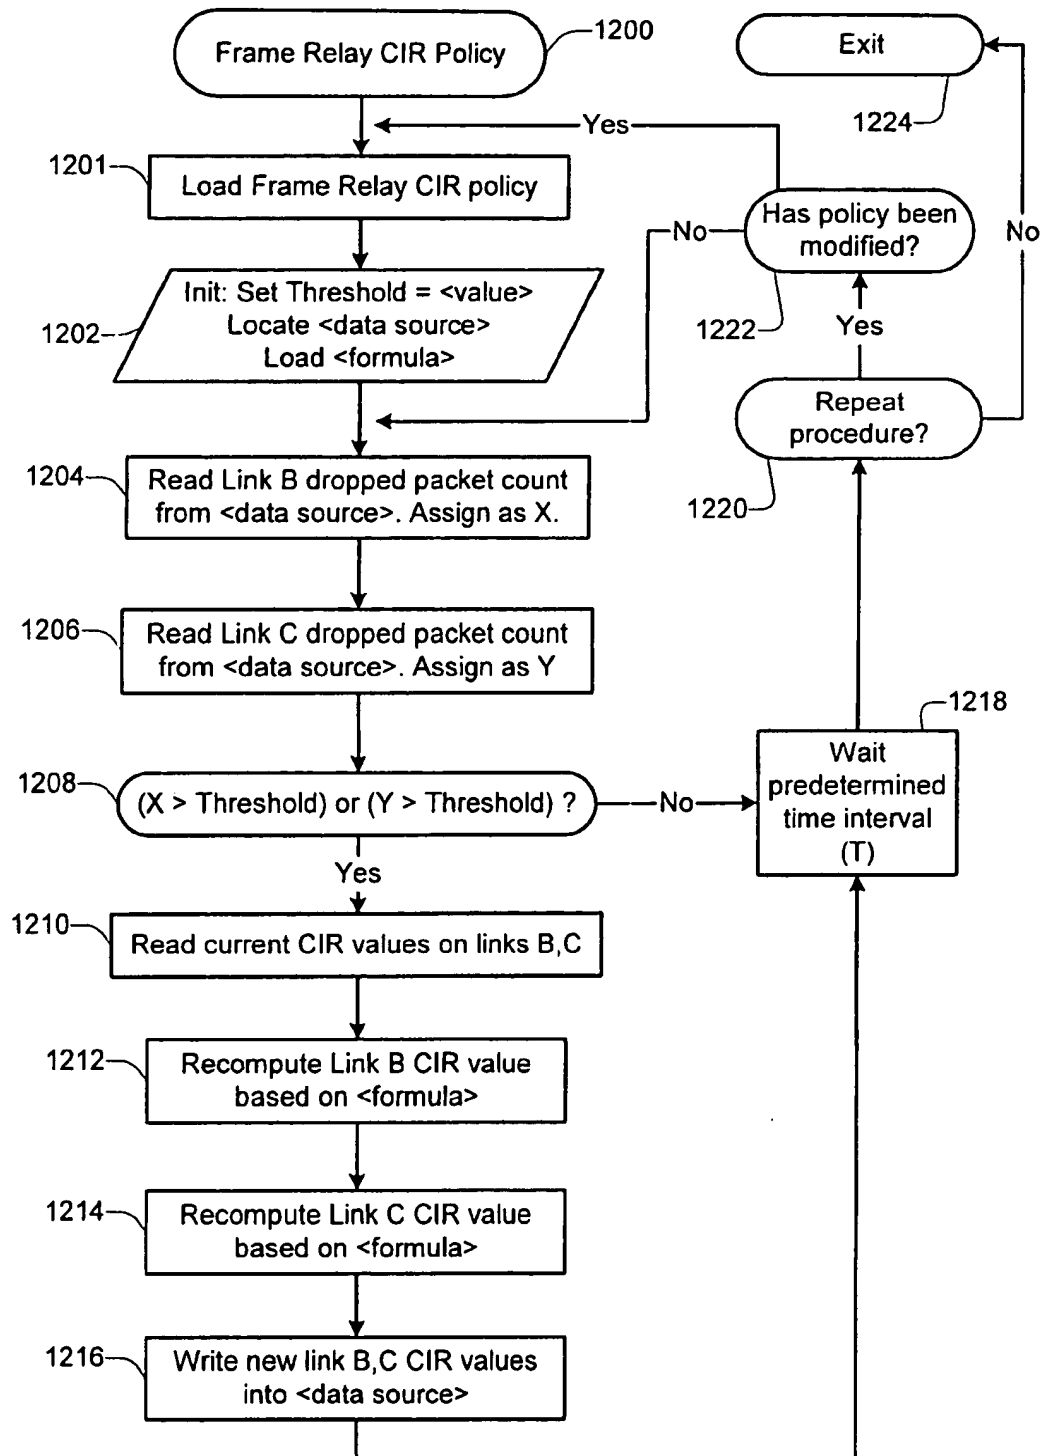 Frame Relay CIR Policy
1200
Exit
1224
Yes
1201
Load Frame Relay CIR policy
Has policy been
modified?
No
No
1222
1202
Init: Set Threshold = <value>
Locate <data source>
Load <formula>
Yes
Repeat
procedure?
1220
1204
Read Link B dropped packet count
from <data source>. Assign as X.
1206
Read Link C dropped packet count
from <data source>. Assign as Y
1218
Wait
predetermined
time interval
(T)
1208
(X > Threshold) or (Y > Threshold) ?
No
Yes
1210
Read current CIR values on links B,C
1212
Recompute Link B CIR value
based on <formula>
1214
Recompute Link C CIR value
based on <formula>
1216
Write new link B,C CIR values
into <data source>